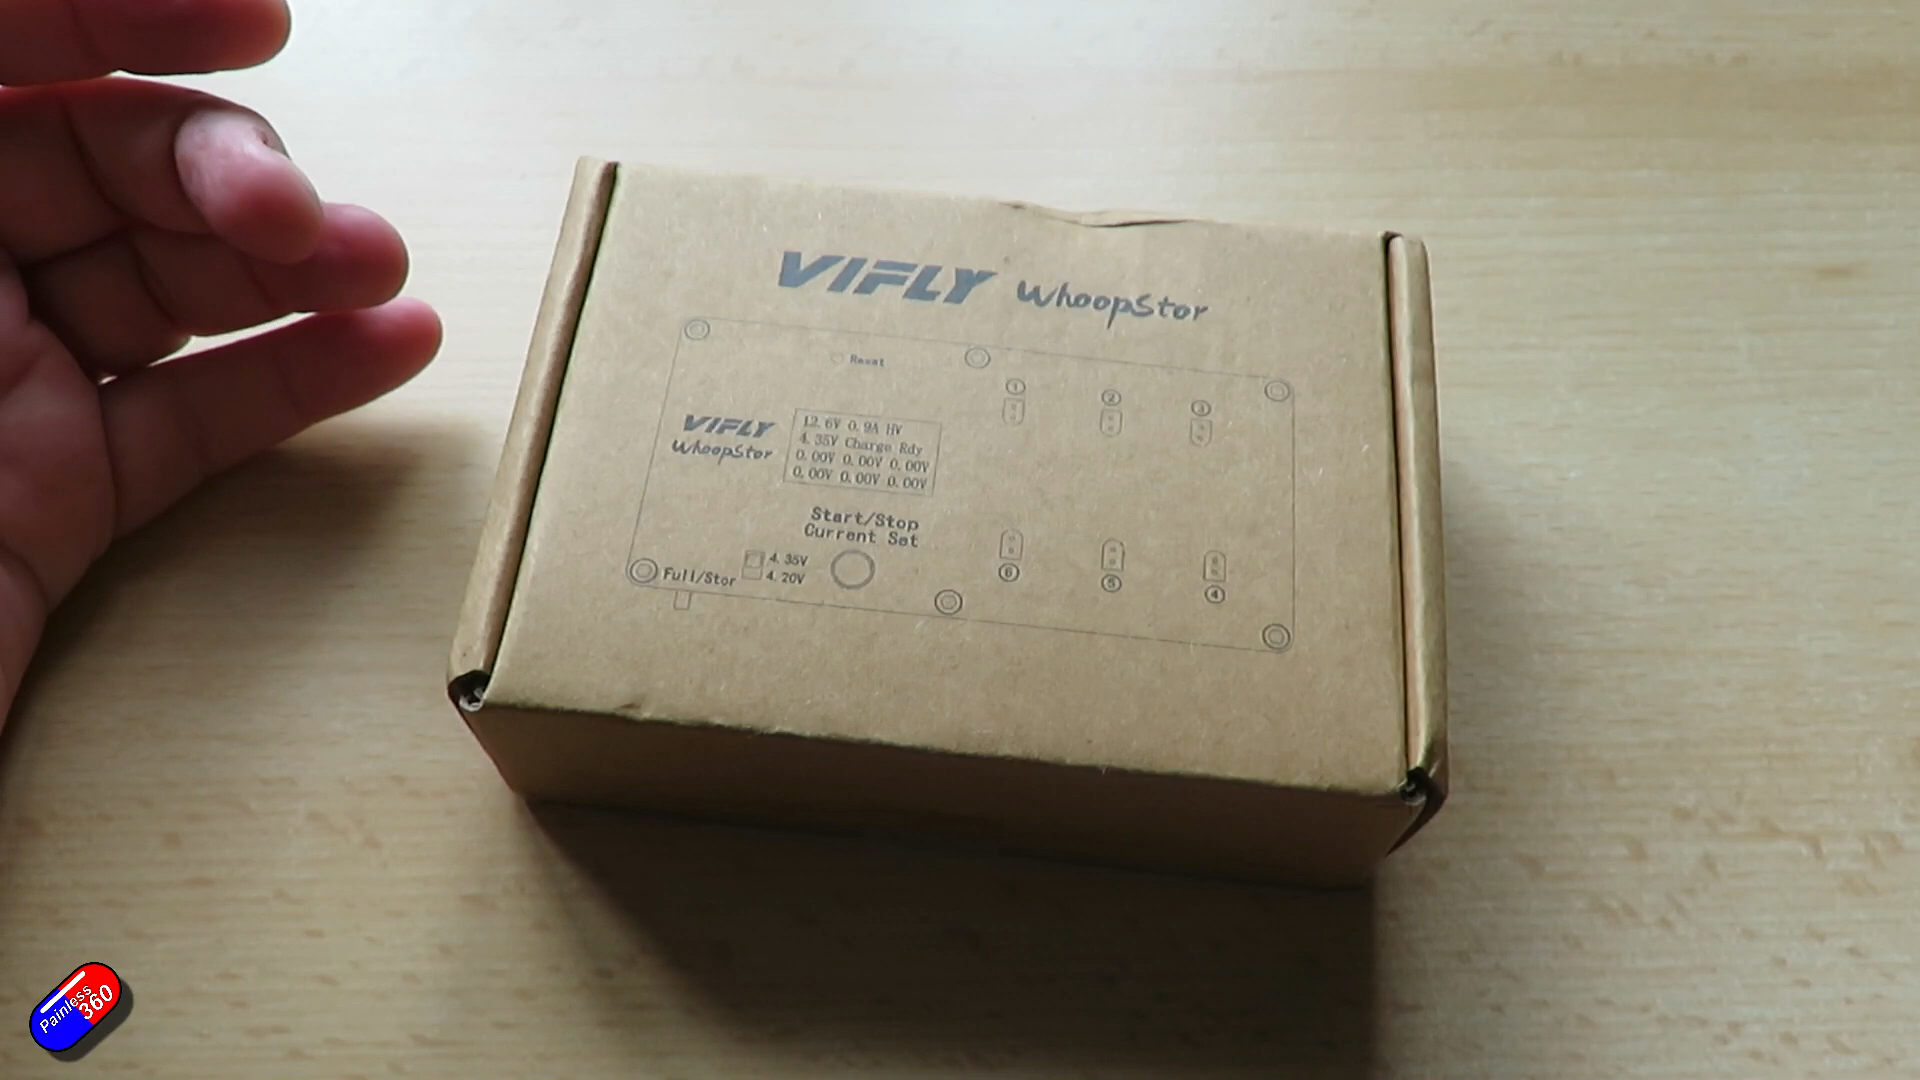 VIFLY WhoopStor
Reset
① ② ③
VIFLY
WhoopStor
12.6V 0.9A HV
4.35V Charge Rdy
0.00V 0.00V 0.00V
0.00V 0.00V 0.00V
Start/Stop
Current Set
4.35V
4.20V
Full/Stor
⑥ ⑤ ④
Painless
360